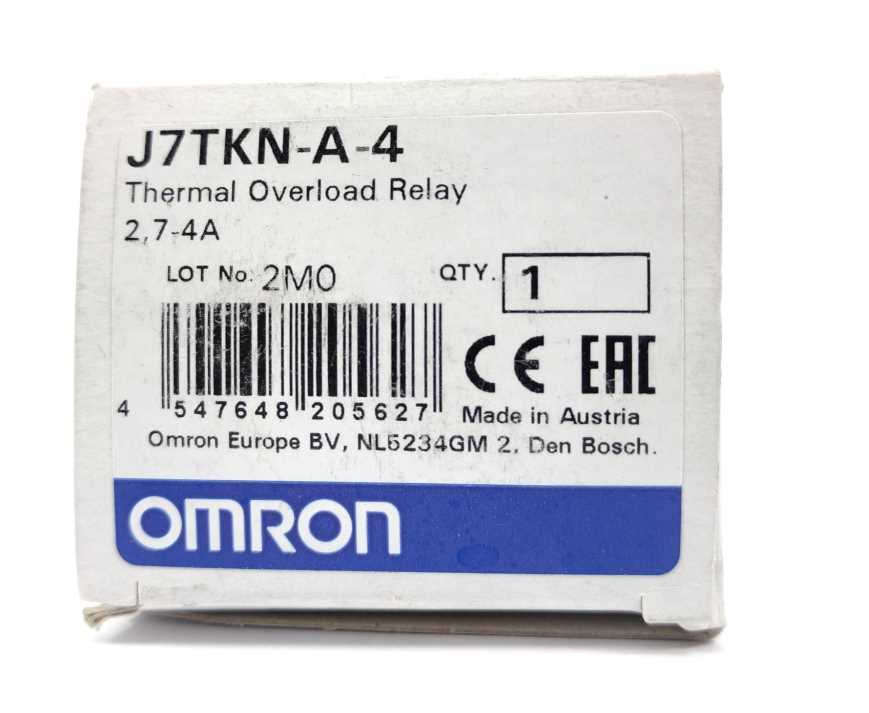 J7TKN-A-4
Thermal Overload Relay
2,7-4A
LOT No. 2M0 QTY. 1
4 547648 205627
CE EAC
Made in Austria
Omron Europe BV, NL5234GM 2, Den Bosch.
OMRON